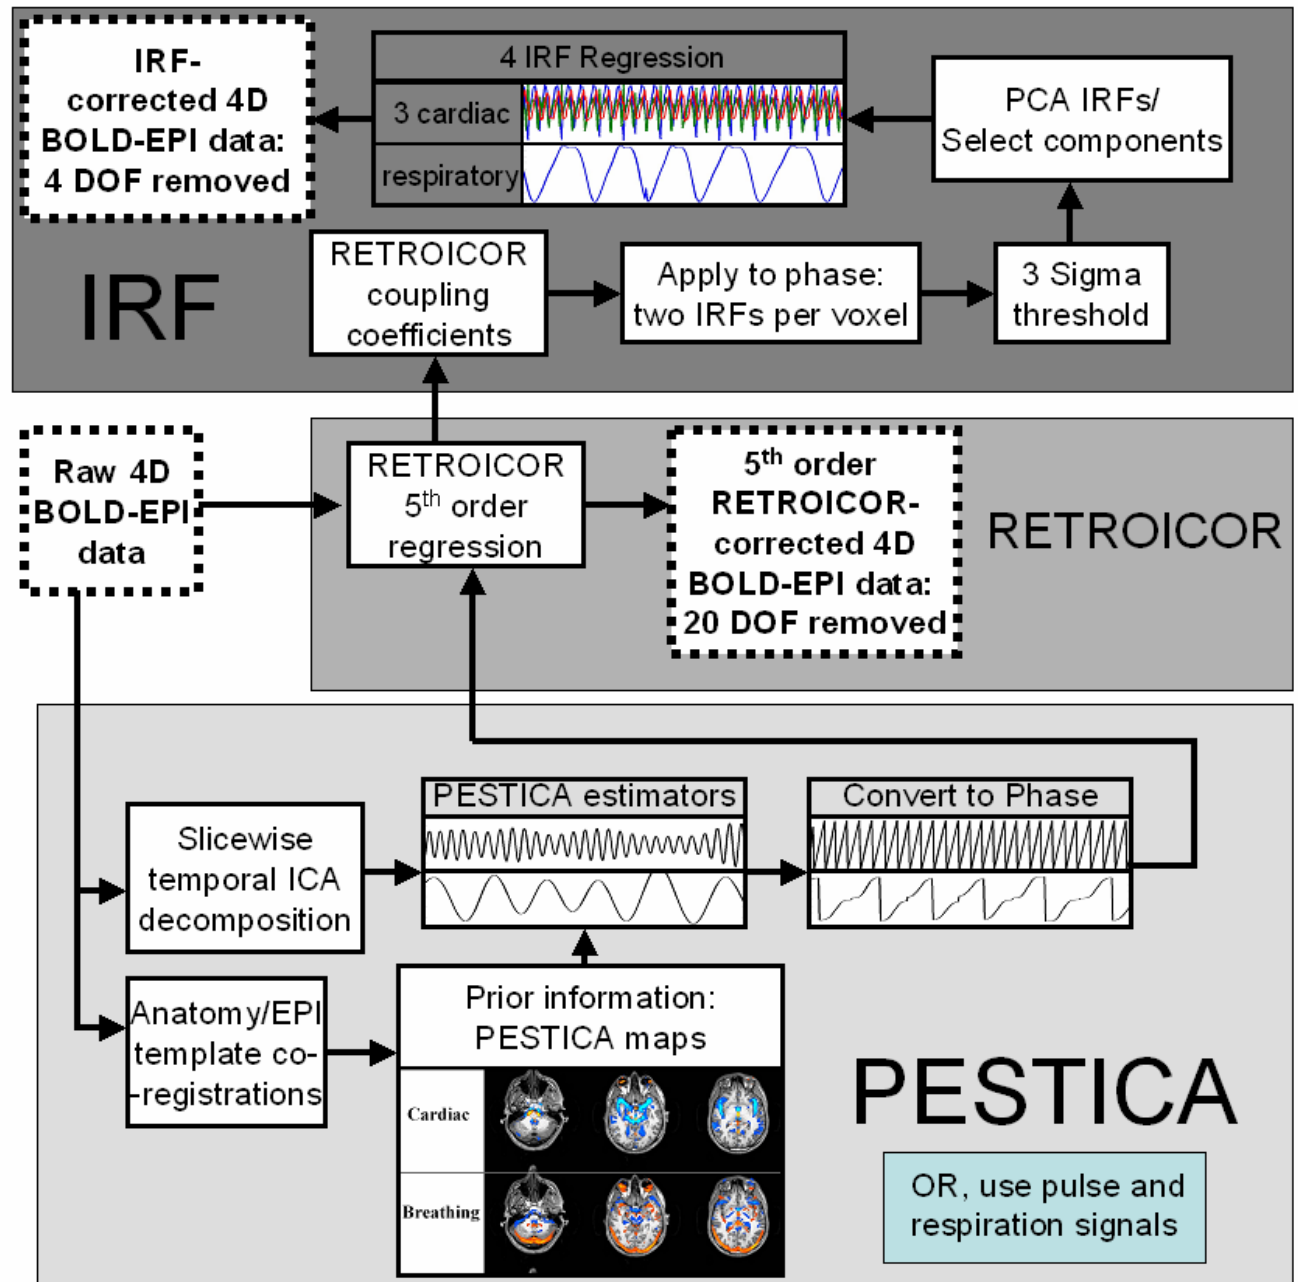 IRF-
corrected 4D
BOLD-EPI data:
4 DOF removed
4 IRF Regression
3 cardiac
respiratory
PCA IRFs/
Select components
IRF
RETROICOR
coupling
coefficients
Apply to phase:
two IRFs per voxel
3 Sigma
threshold
Raw 4D
BOLD-EPI
data
RETROICOR
5th order
regression
5th order
RETROICOR-
corrected 4D
BOLD-EPI data:
20 DOF removed
RETROICOR
Slicewise
temporal ICA
decomposition
PESTICA estimators
Convert to Phase
Anatomy/EPI
template co-
-registrations
Prior information:
PESTICA maps
Cardiac
Breathing
PESTICA
OR, use pulse and
respiration signals